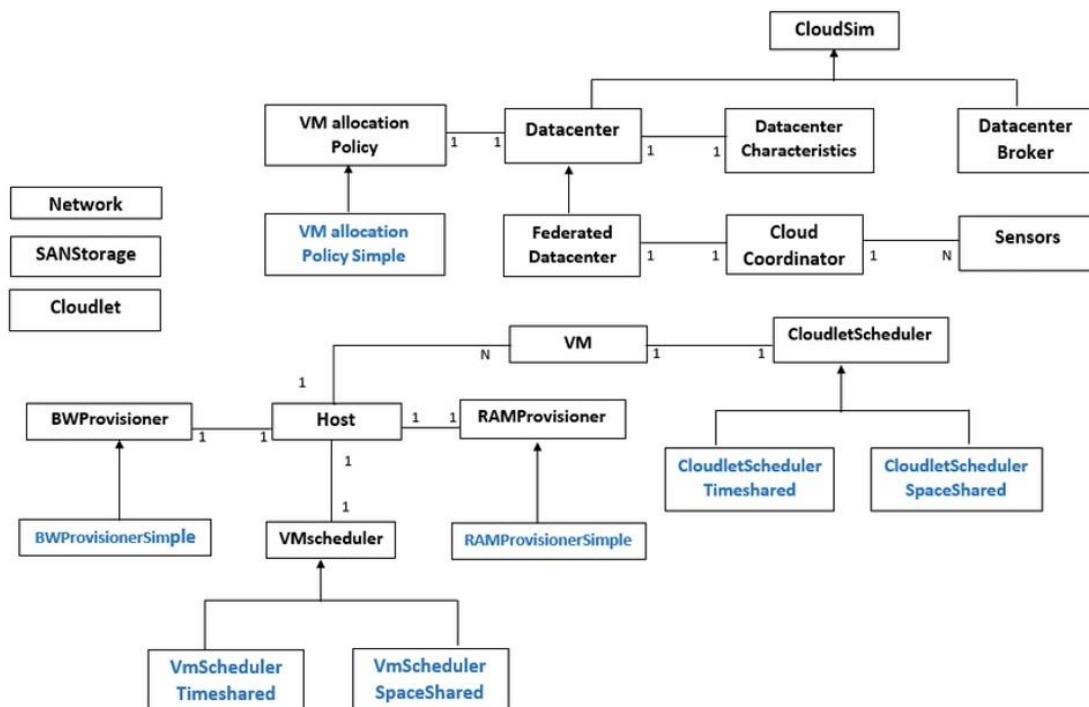 CloudSim
VM allocation
Policy
1
1
Datacenter
1
1
Datacenter
Characteristics
Datacenter
Broker
Network
SANStorage
Cloudlet
VM allocation
Policy Simple
Federated
Datacenter
1
1
Cloud
Coordinator
1
N
Sensors
VM
N
1
1
CloudletScheduler
1
BWProvisioner
1
1
Host
1
1
RAMProvisioner
1
1
CloudletScheduler
Timeshared
CloudletScheduler
SpaceShared
BWProvisionerSimple
VMscheduler
RAMProvisionerSimple
VmScheduler
Timeshared
VmScheduler
SpaceShared